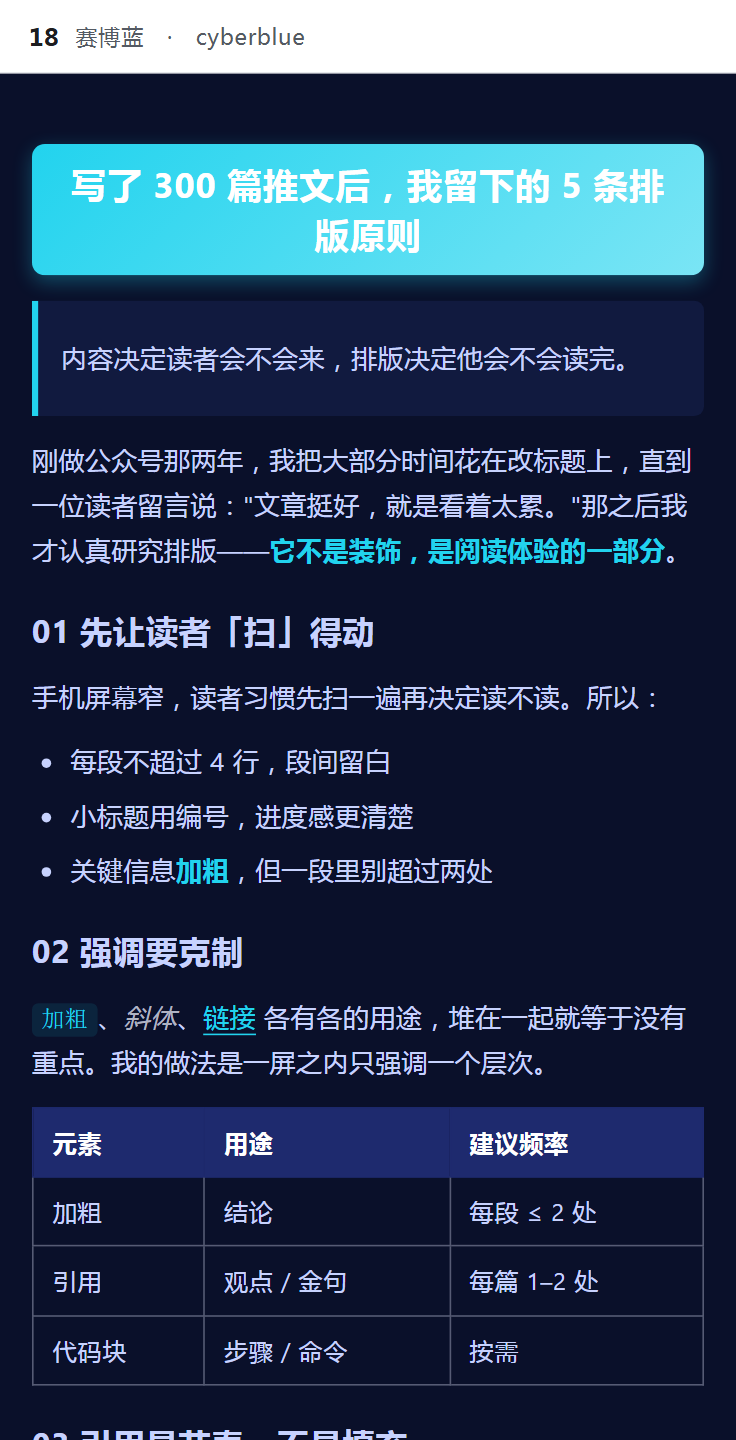 18 赛博蓝 · cyberblue
写了 300 篇推文后，我留下的 5 条排
版原则
内容决定读者会不会来，排版决定他会不会读完。
刚做公众号那两年，我把大部分时间花在改标题上，直到
一位读者留言说："文章挺好，就是看着太累。"那之后我
才认真研究排版——它不是装饰，是阅读体验的一部分。
01 先让读者「扫」得动
手机屏幕窄，读者习惯先扫一遍再决定读不读。所以：
• 每段不超过 4 行，段间留白
• 小标题用编号，进度感更清楚
• 关键信息加粗，但一段里别超过两处
02 强调要克制
加粗、斜体、链接 各有各的用途，堆在一起就等于没有
重点。我的做法是一屏之内只强调一个层次。
元素 用途 建议频率
加粗 结论 每段 ≤ 2 处
引用 观点 / 金句 每篇 1–2 处
代码块 步骤 / 命令 按需